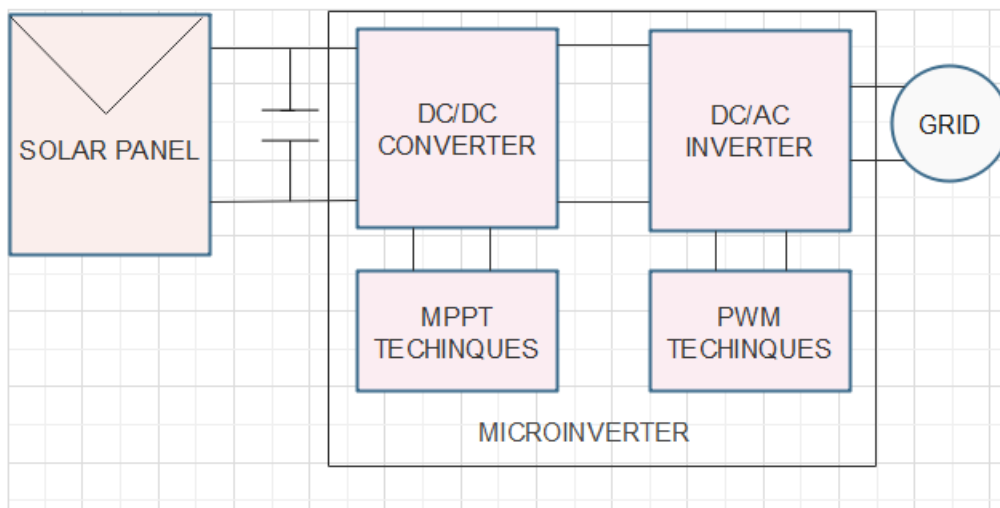 SOLAR PANEL
DC/DC
CONVERTER
DC/AC
INVERTER
GRID
MPPT
TECHINQUES
PWM
TECHINQUES
MICROINVERTER